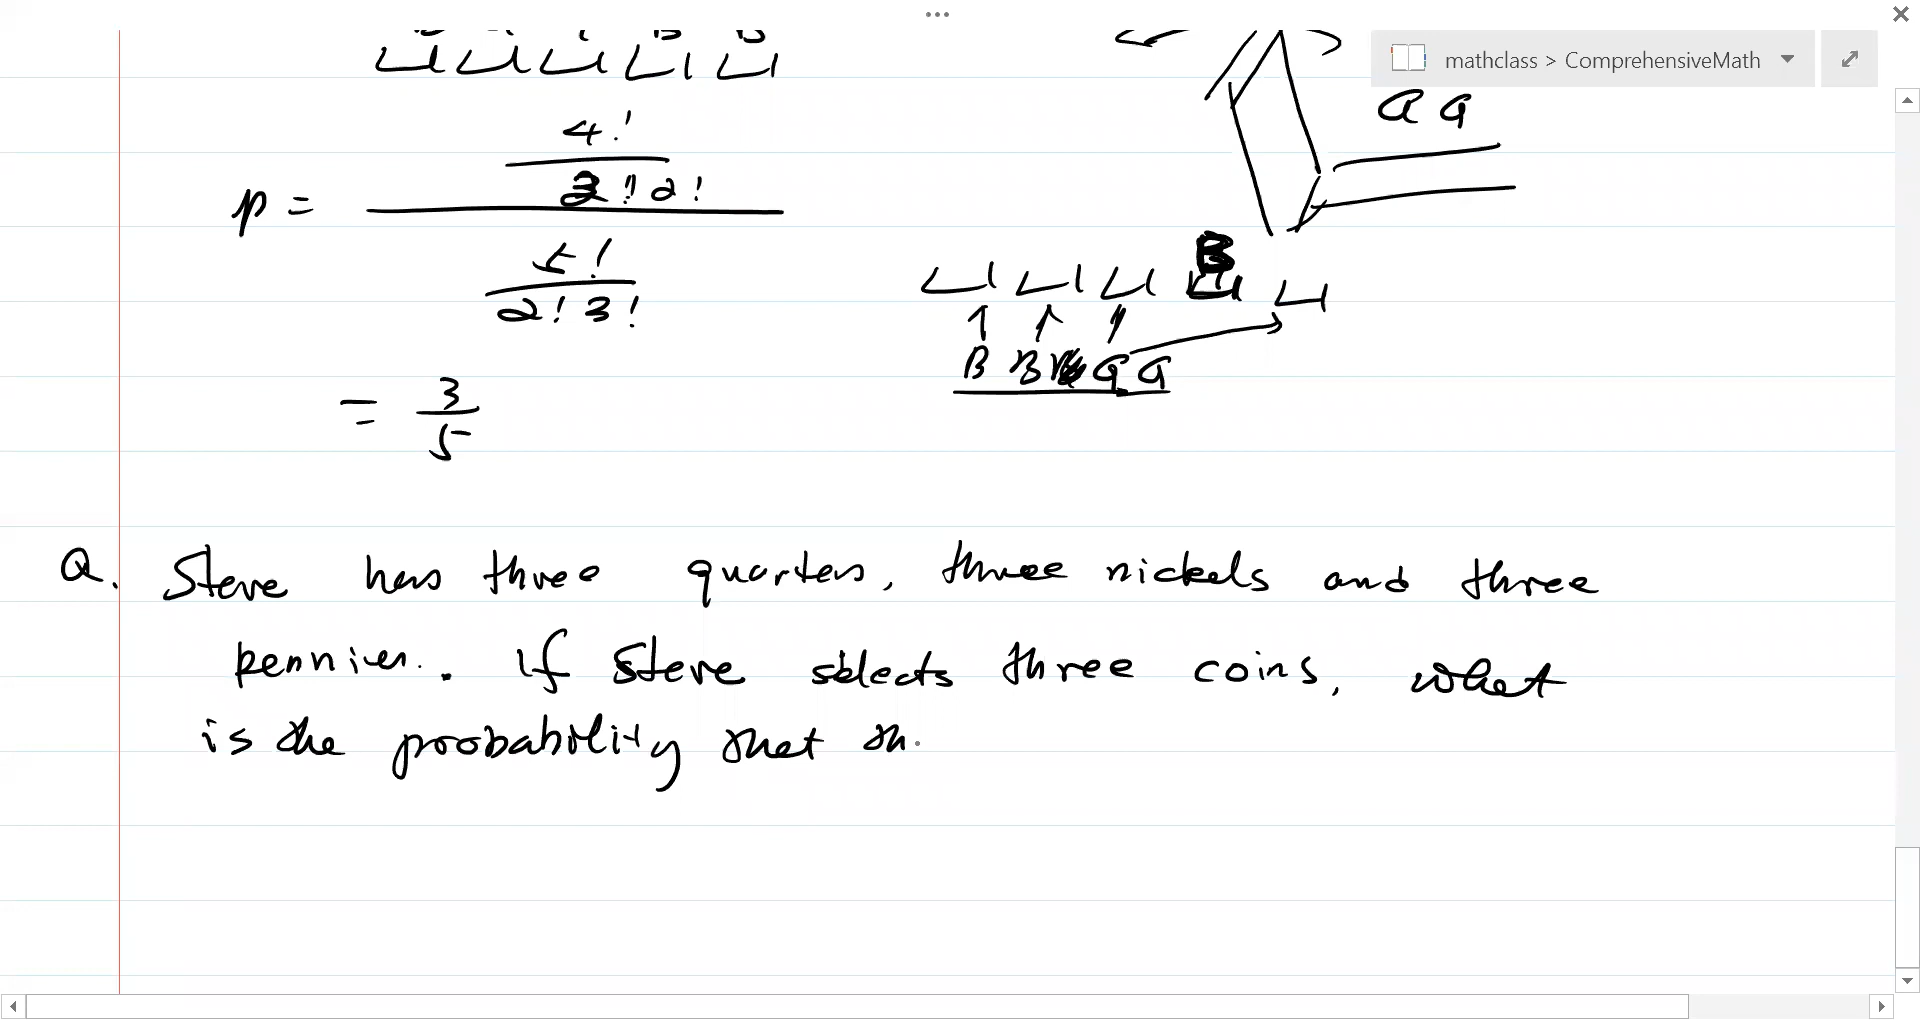 mathclass > ComprehensiveMath
G G
4!
2!2!
p =
5!
2!3!
B
B B G G
= 3/5
Q. Steve has three quarters, three nickels and three
pennies. If Steve selects three coins, what
is the probability that th